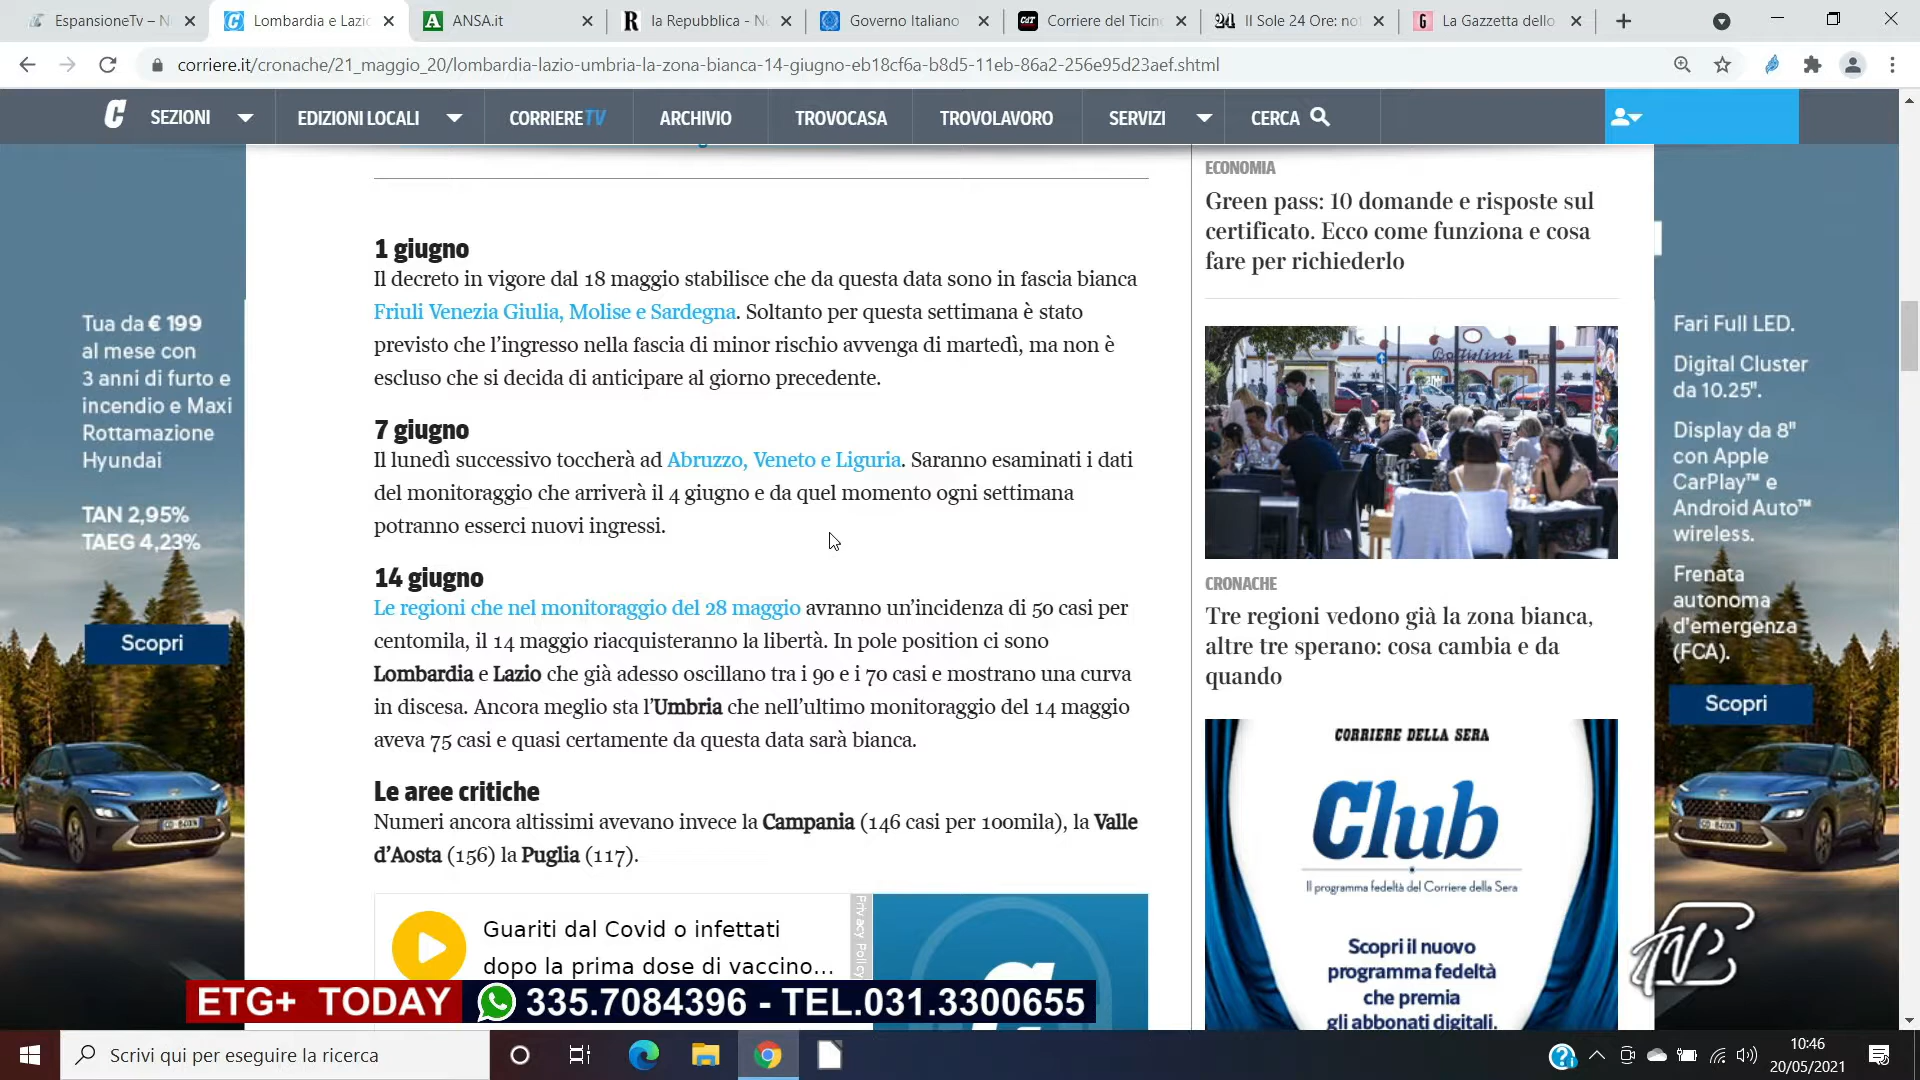 EspansioneTv – N
Lombardia e Lazio
ANSA.it
la Repubblica - Ne
Governo Italiano
Corriere del Ticin
Il Sole 24 Ore: not
La Gazzetta dello
corriere.it/cronache/21_maggio_20/lombardia-lazio-umbria-la-zona-bianca-14-giugno-eb18cf6a-b8d5-11eb-86a2-256e95d23aef.shtml
SEZIONI
EDIZIONI LOCALI
CORRIERETV
ARCHIVIO
TROVOCASA
TROVOLAVORO
SERVIZI
CERCA
1 giugno
Il decreto in vigore dal 18 maggio stabilisce che da questa data sono in fascia bianca
Friuli Venezia Giulia, Molise e Sardegna. Soltanto per questa settimana è stato
previsto che l’ingresso nella fascia di minor rischio avvenga di martedì, ma non è
escluso che si decida di anticipare al giorno precedente.
7 giugno
Il lunedì successivo toccherà ad Abruzzo, Veneto e Liguria. Saranno esaminati i dati
del monitoraggio che arriverà il 4 giugno e da quel momento ogni settimana
potranno esserci nuovi ingressi.
14 giugno
Le regioni che nel monitoraggio del 28 maggio avranno un’incidenza di 50 casi per
centomila, il 14 maggio riacquisteranno la libertà. In pole position ci sono
Lombardia e Lazio che già adesso oscillano tra i 90 e i 70 casi e mostrano una curva
in discesa. Ancora meglio sta l’Umbria che nell’ultimo monitoraggio del 14 maggio
aveva 75 casi e quasi certamente da questa data sarà bianca.
Le aree critiche
Numeri ancora altissimi avevano invece la Campania (146 casi per 100mila), la Valle
d’Aosta (156) la Puglia (117).
Guariti dal Covid o infettati
dopo la prima dose di vaccino...
Privacy Policy
ECONOMIA
Green pass: 10 domande e risposte sul
certificato. Ecco come funziona e cosa
fare per richiederlo
CRONACHE
Tre regioni vedono già la zona bianca,
altre tre sperano: cosa cambia e da
quando
CORRIERE DELLA SERA
Club
Il programma fedeltà del Corriere della Sera
Scopri il nuovo
programma fedeltà
che premia
gli abbonati digitali.
Tua da € 199
al mese con
3 anni di furto e
incendio e Maxi
Rottamazione
Hyundai
TAN 2,95%
TAEG 4,23%
Scopri
Fari Full LED.
Digital Cluster
da 10.25".
Display da 8"
con Apple
CarPlay™ e
Android Auto™
wireless.
Frenata
autonoma
d'emergenza
(FCA).
Scopri
ETG+ TODAY 335.7084396 - TEL.031.3300655
Scrivi qui per eseguire la ricerca
10:46
20/05/2021